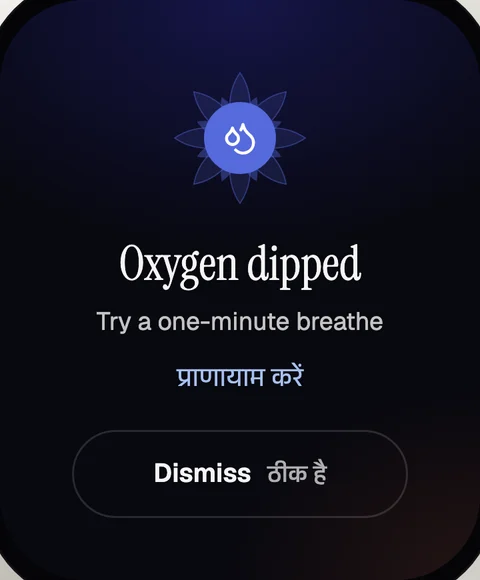 Oxygen dipped
Try a one-minute breathe
प्राणायाम करें
Dismiss ठीक है